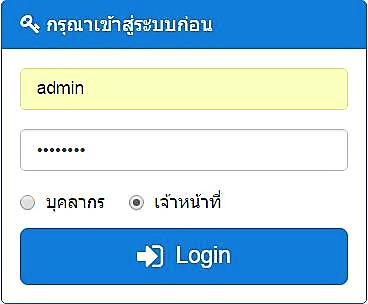 กรุณาเข้าสู่ระบบก่อน
admin
••••••••
บุคลากร เจ้าหน้าที่
Login